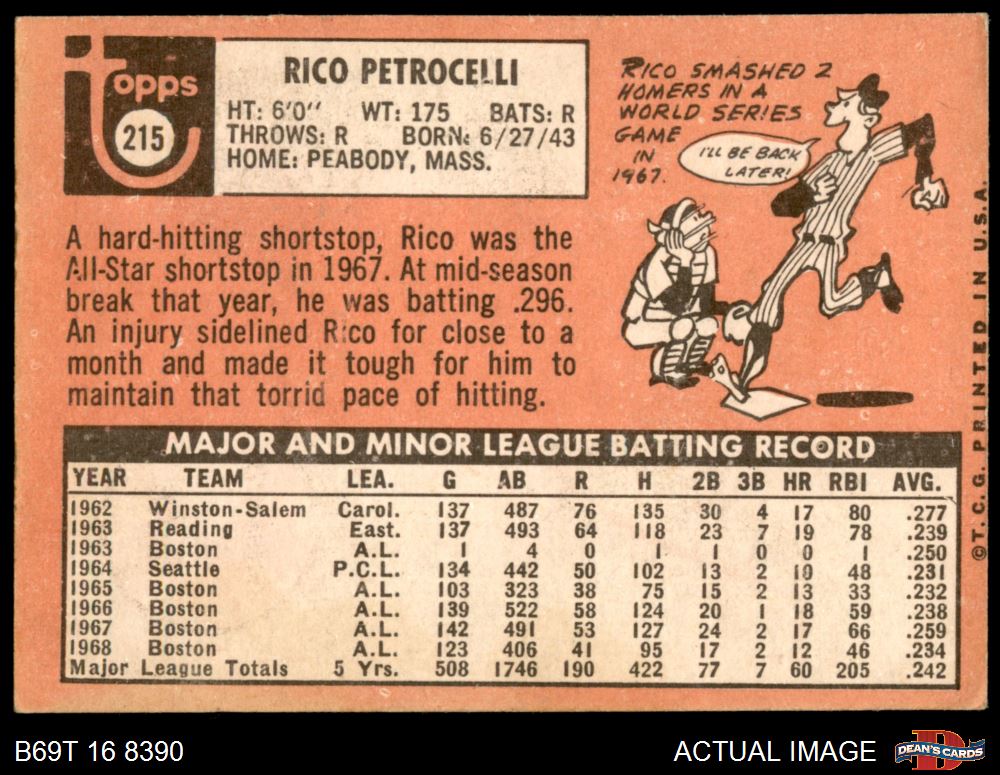 Topps
215
RICO PETROCELLI
HT: 6'0" WT: 175 BATS: R
THROWS: R BORN: 6/27/43
HOME: PEABODY, MASS.
RICO SMASHED 2
HOMERS IN A
WORLD SERIES
GAME
IN
1967.
I'LL BE BACK
LATER!
A hard-hitting shortstop, Rico was the
All-Star shortstop in 1967. At mid-season
break that year, he was batting .296.
An injury sidelined Rico for close to a
month and made it tough for him to
maintain that torrid pace of hitting.
MAJOR AND MINOR LEAGUE BATTING RECORD
YEAR TEAM LEA. G AB R H 2B 3B HR RBI AVG.
1962 Winston-Salem Carol. 137 487 76 135 30 4 17 80 .277
1963 Reading East. 137 493 64 118 23 7 19 78 .239
1963 Boston A.L. 1 4 0 1 1 0 0 1 .250
1964 Seattle P.C.L. 134 442 50 102 13 2 10 48 .231
1965 Boston A.L. 103 323 38 75 15 2 13 33 .232
1966 Boston A.L. 139 522 58 124 20 1 18 59 .238
1967 Boston A.L. 142 491 53 127 24 2 17 66 .259
1968 Boston A.L. 123 406 41 95 17 2 12 46 .234
Major League Totals 5 Yrs. 508 1746 190 422 77 7 60 205 .242
©T.C.G. PRINTED IN U.S.A.
B69T 16 8390
ACTUAL IMAGE
DEAN'S CARDS